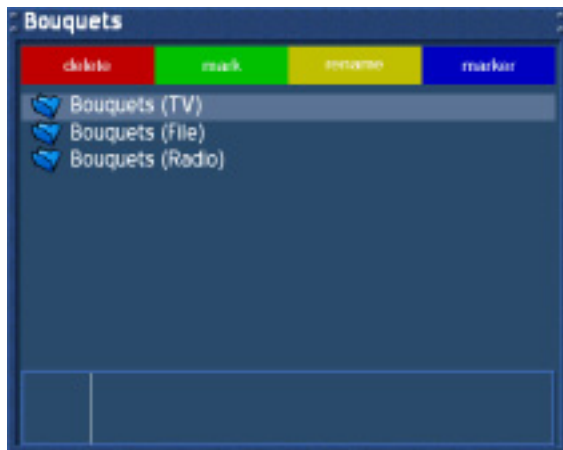 Bouquets
delete mark rename marker
Bouquets (TV)
Bouquets (File)
Bouquets (Radio)